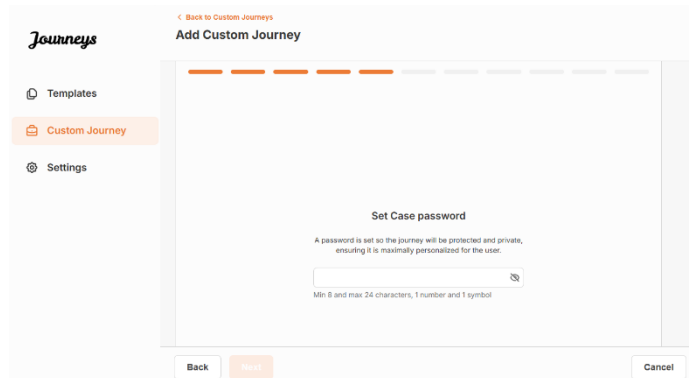 Journeys
Templates
Custom Journey
Settings
Back to Custom Journeys
Add Custom Journey
Set Case password
A password is set so the journey will be protected and private,
ensuring it is maximally personalized for the user.
Min 8 and max 24 characters, 1 number and 1 symbol
Back
Next
Cancel